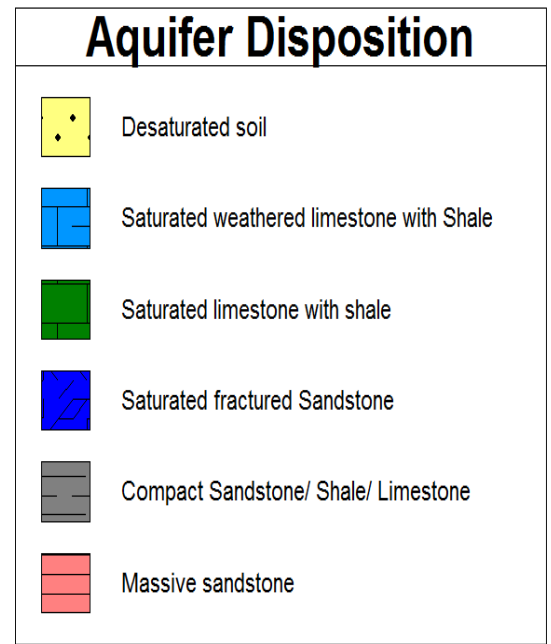 Aquifer Disposition
Desaturated soil
Saturated weathered limestone with Shale
Saturated limestone with shale
Saturated fractured Sandstone
Compact Sandstone/ Shale/ Limestone
Massive sandstone